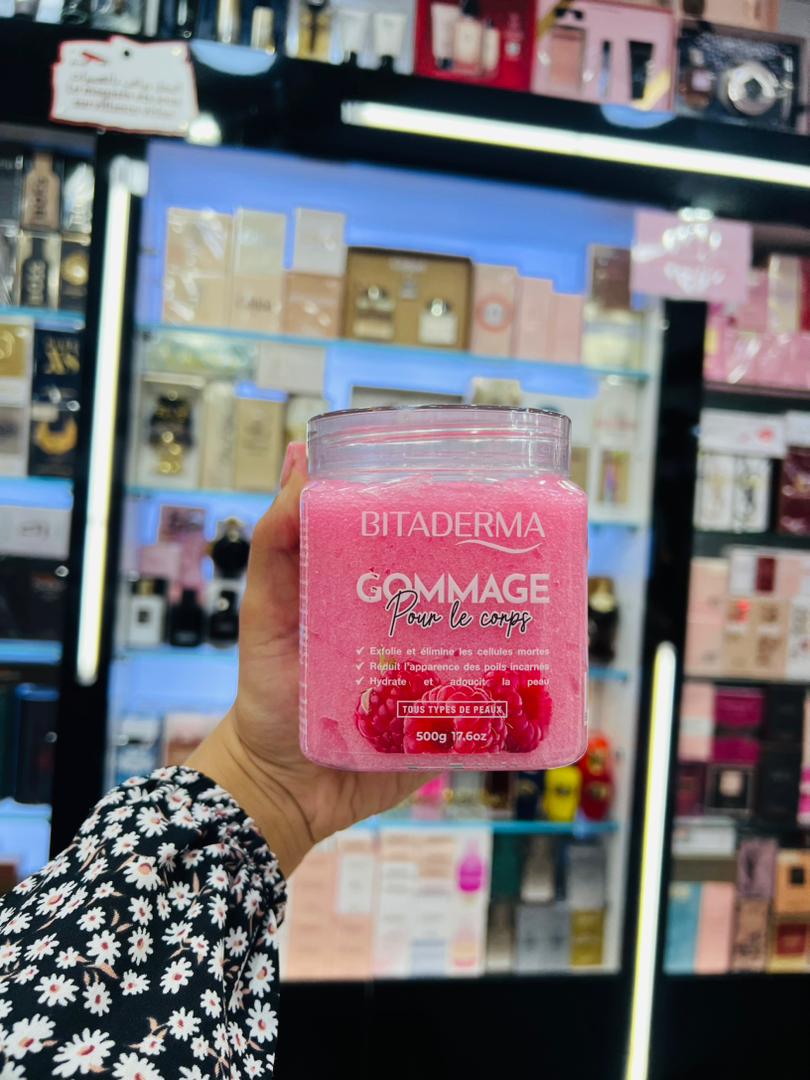 BITADERMA
GOMMAGE
Pour le corps
✓ Exfolie et élimine les cellules mortes
✓ Réduit l'apparence des poils incarnés
✓ Hydrate et adoucit la peau
TOUS TYPES DE PEAUX
500g 17.6oz